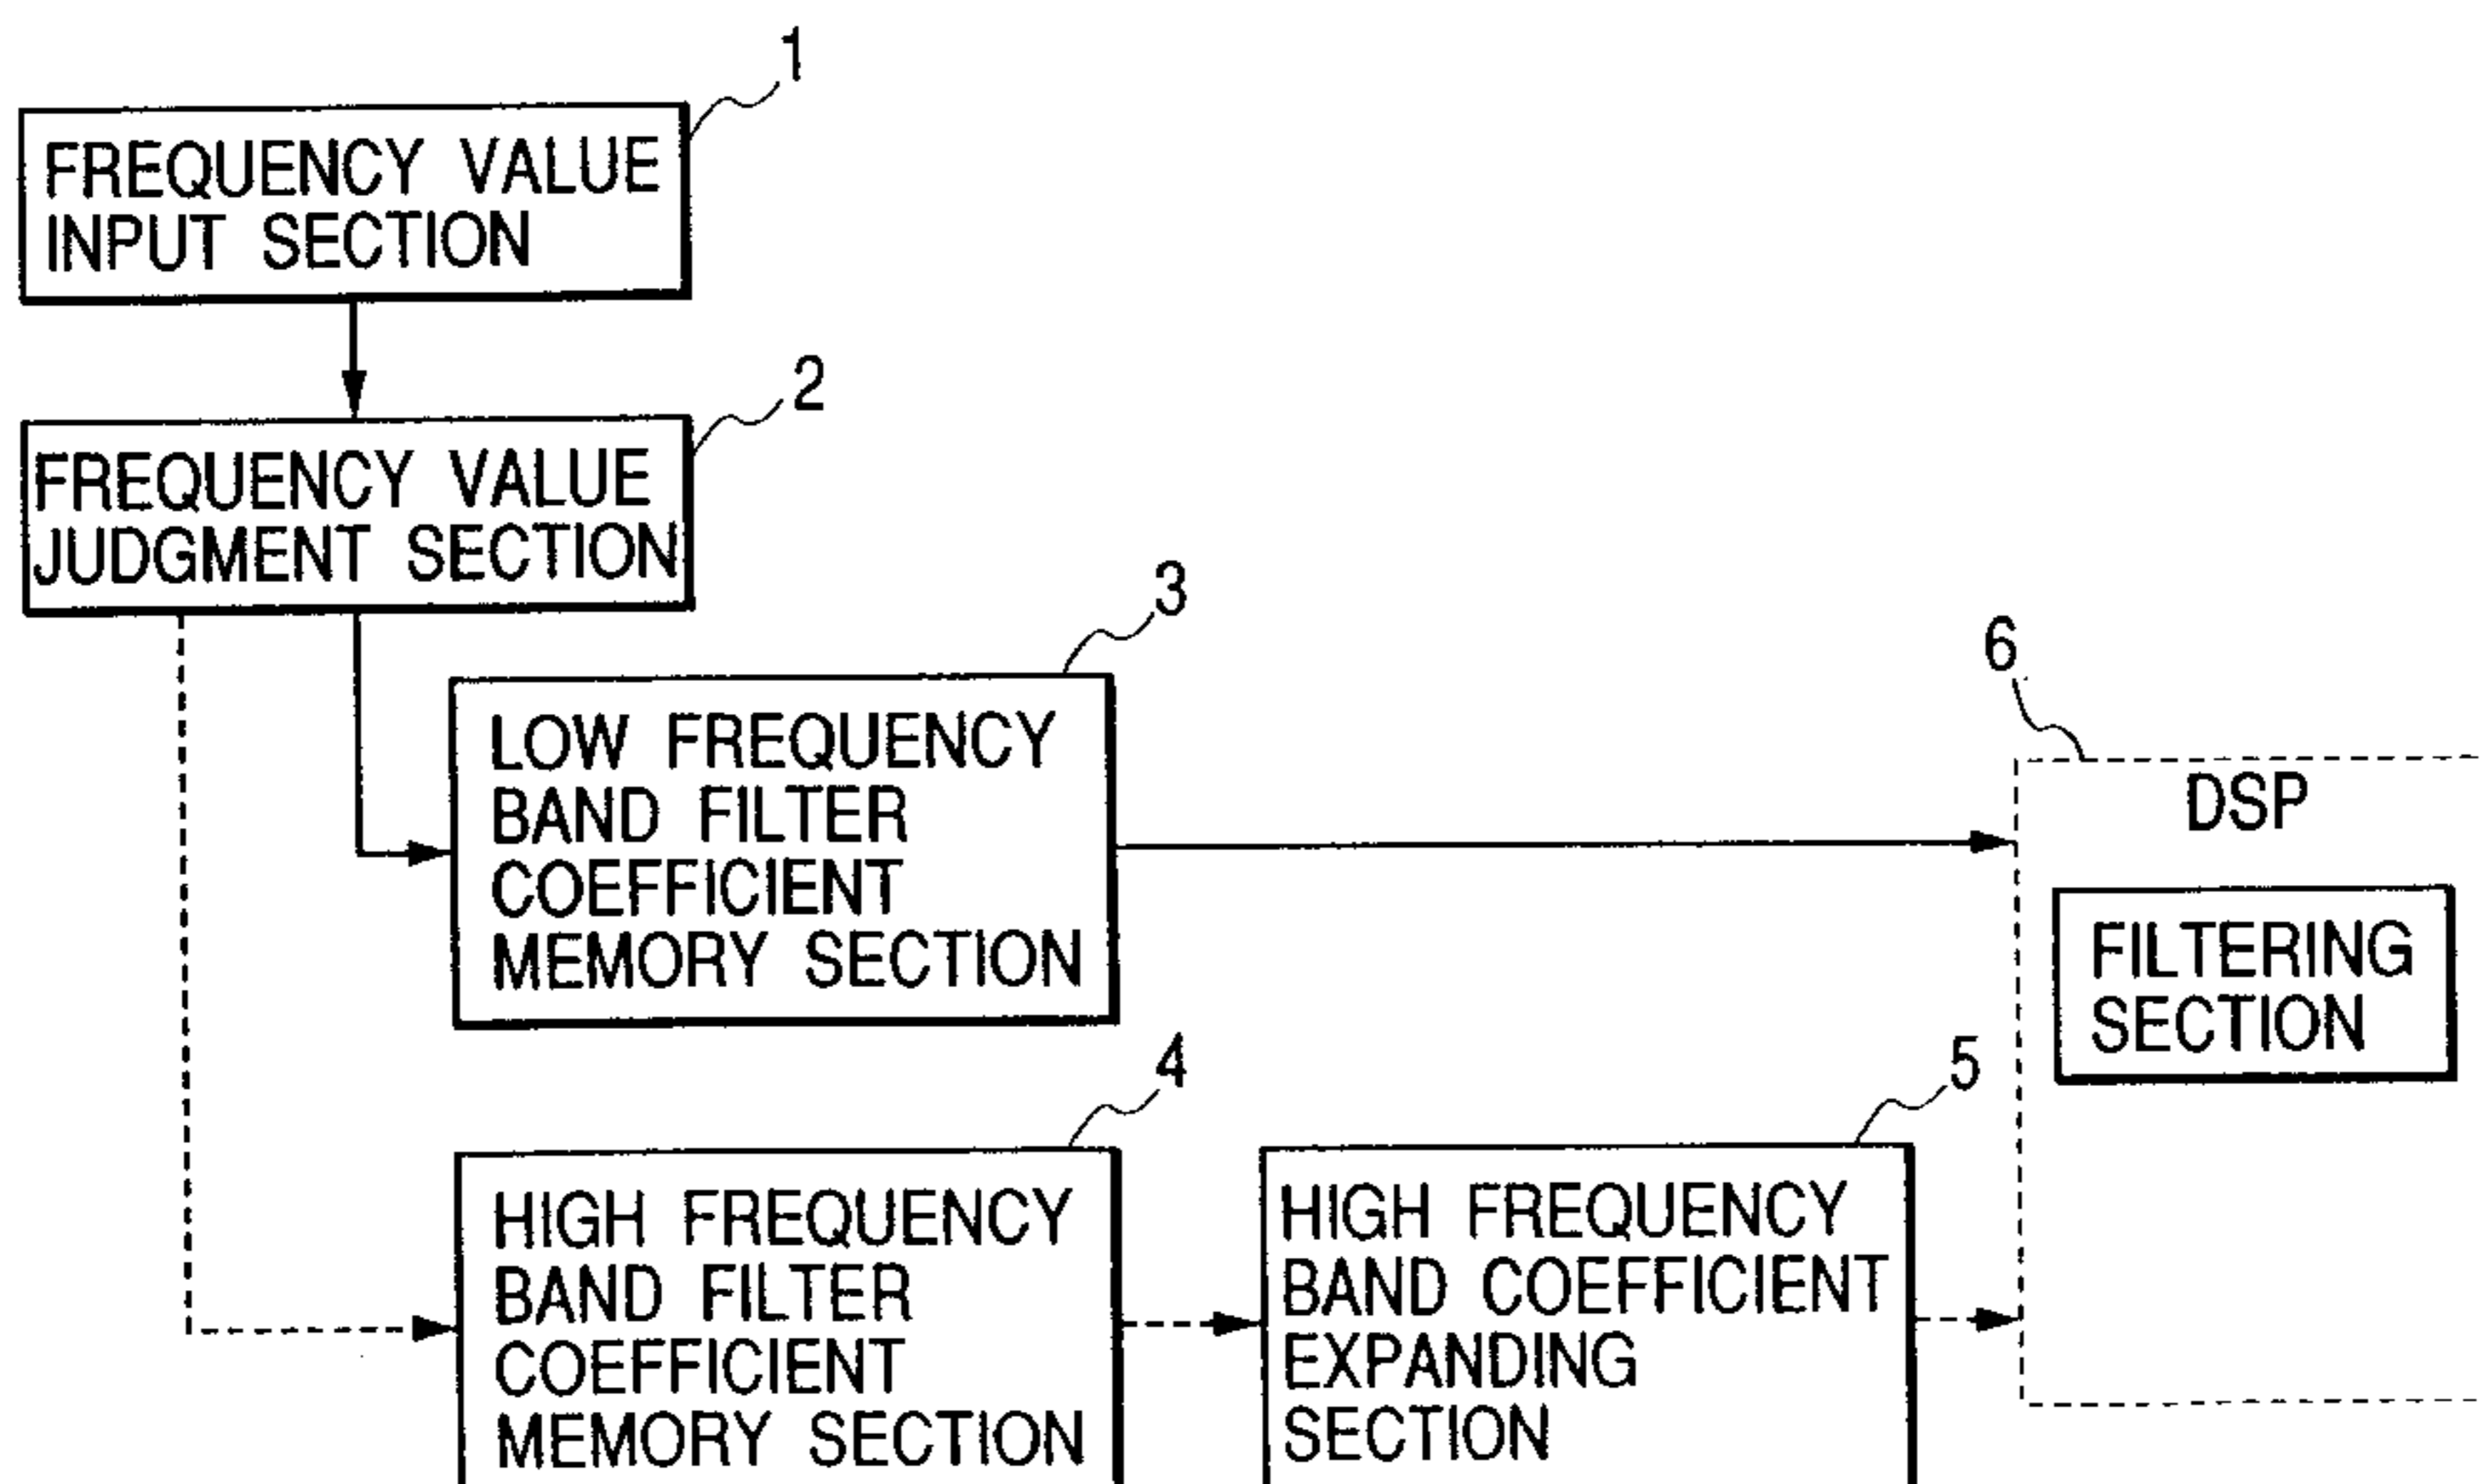 1
FREQUENCY VALUE
INPUT SECTION
2
FREQUENCY VALUE
JUDGMENT SECTION
3
LOW FREQUENCY
BAND FILTER
COEFFICIENT
MEMORY SECTION
6
DSP
FILTERING
SECTION
4
HIGH FREQUENCY
BAND FILTER
COEFFICIENT
MEMORY SECTION
5
HIGH FREQUENCY
BAND COEFFICIENT
EXPANDING
SECTION